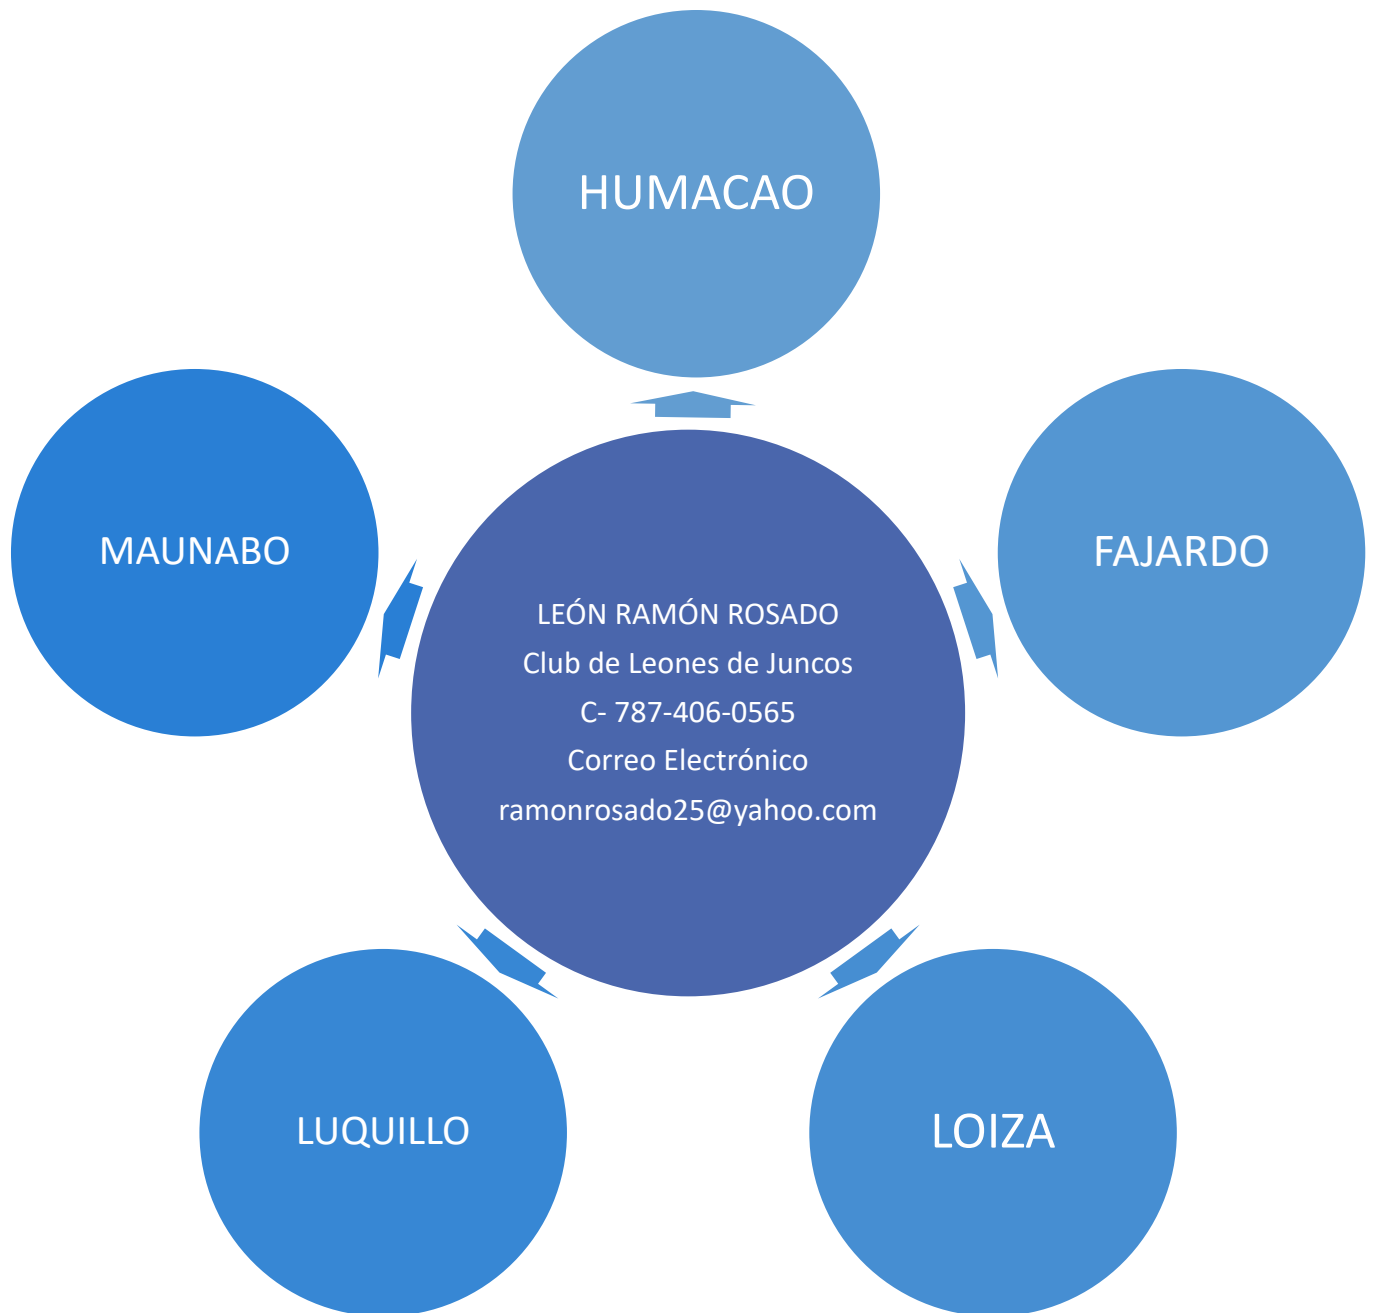 HUMACAO
MAUNABO
FAJARDO
LEÓN RAMÓN ROSADO
Club de Leones de Juncos
C- 787-406-0565
Correo Electrónico
ramonrosado25@yahoo.com
LUQUILLO
LOIZA